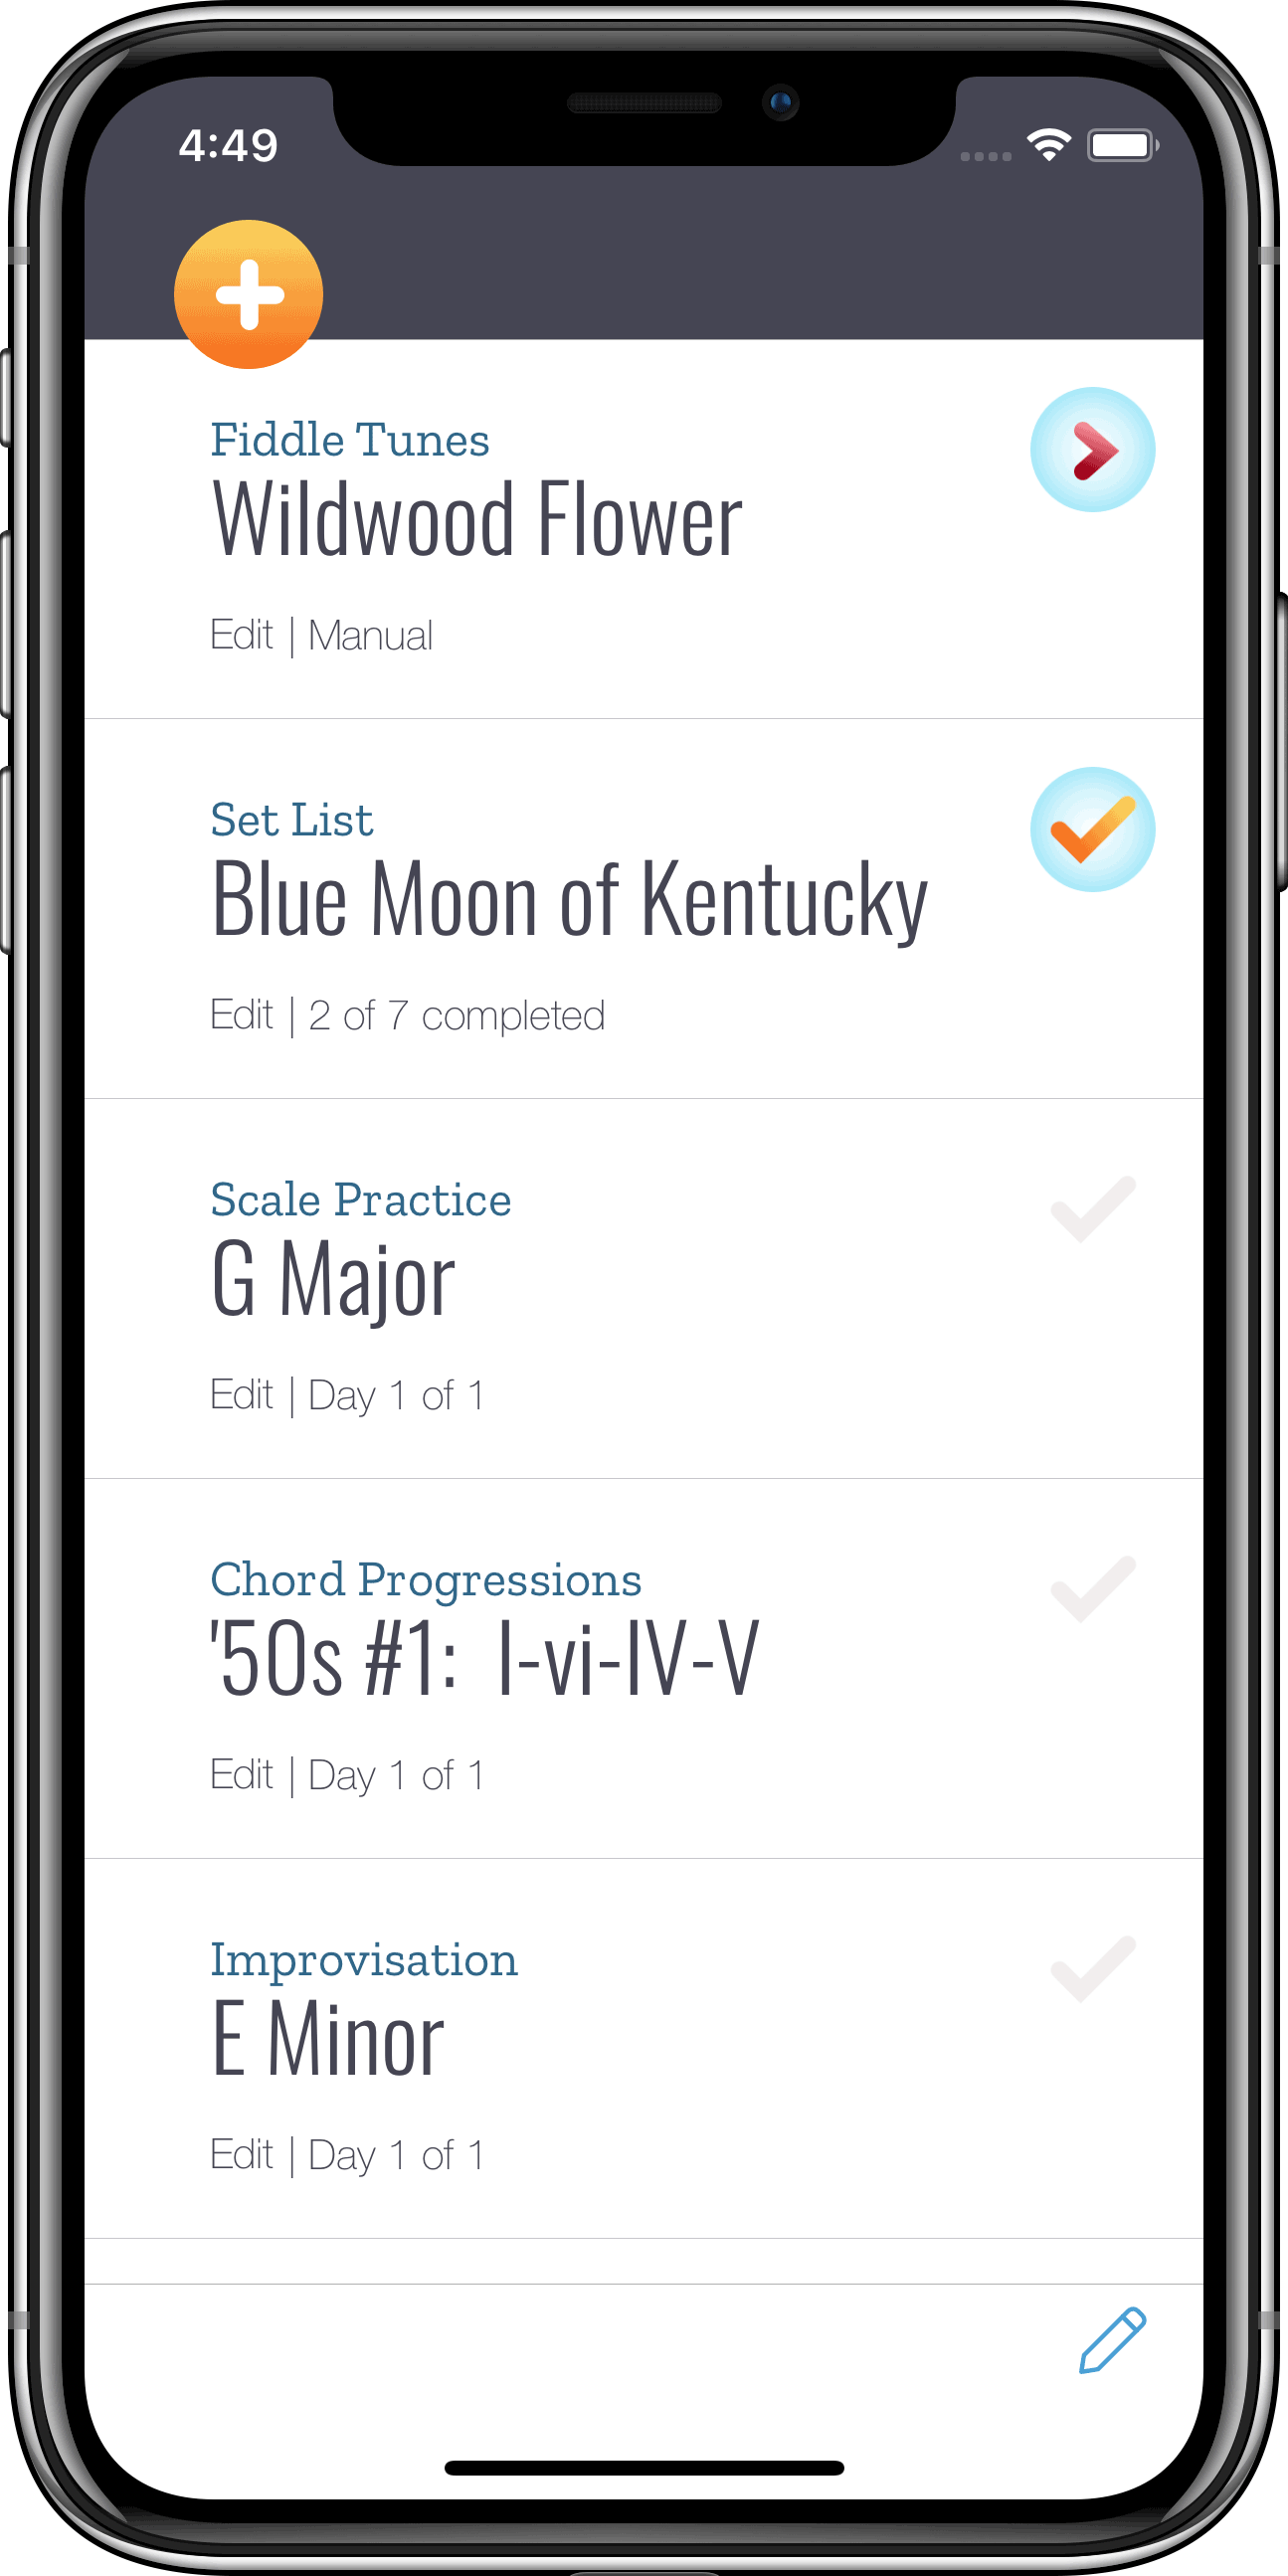 4:49
Fiddle Tunes
Wildwood Flower
Edit | Manual
Set List
Blue Moon of Kentucky
Edit | 2 of 7 completed
Scale Practice
G Major
Edit | Day 1 of 1
Chord Progressions
'50s #1:  I-vi-IV-V
Edit | Day 1 of 1
Improvisation
E Minor
Edit | Day 1 of 1